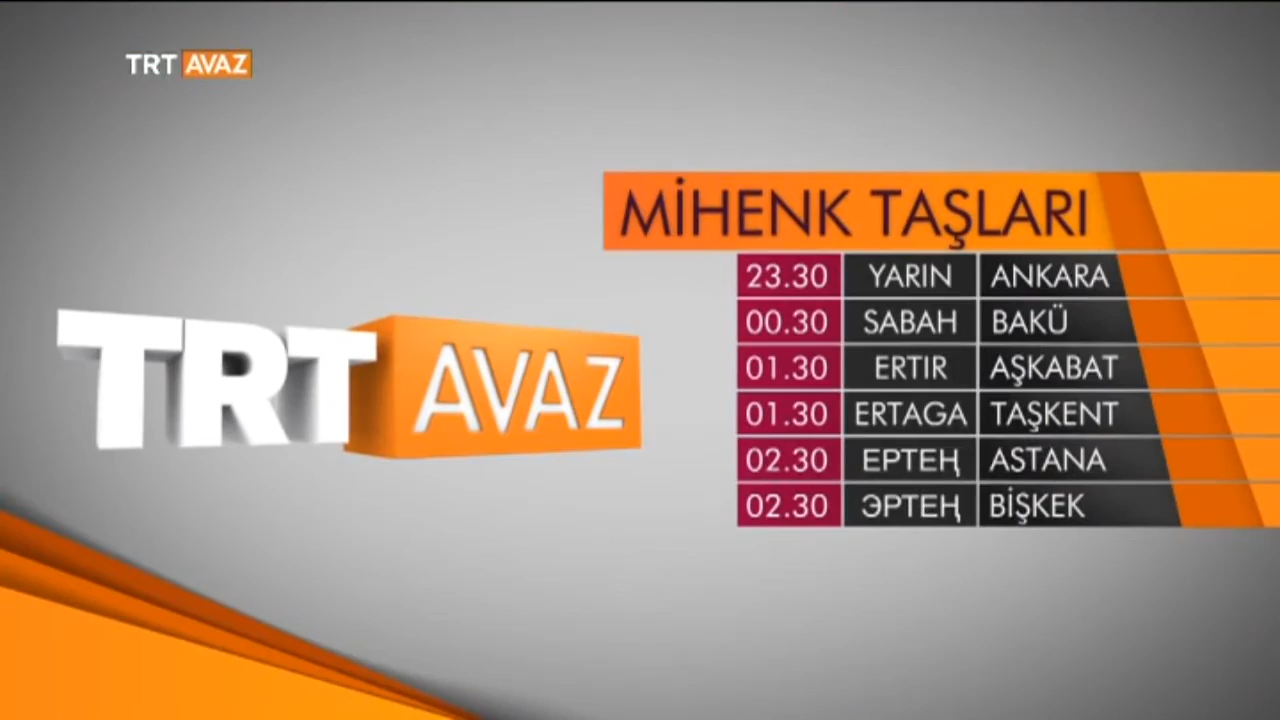 TRT AVAZ
MİHENK TAŞLARI
23.30 YARIN ANKARA
00.30 SABAH BAKÜ
01.30 ERTIR AŞKABAT
01.30 ERTAGA TAŞKENT
02.30 ЕРТЕҢ ASTANA
02.30 ЭРТЕҢ BİŞKEK
TRT AVAZ